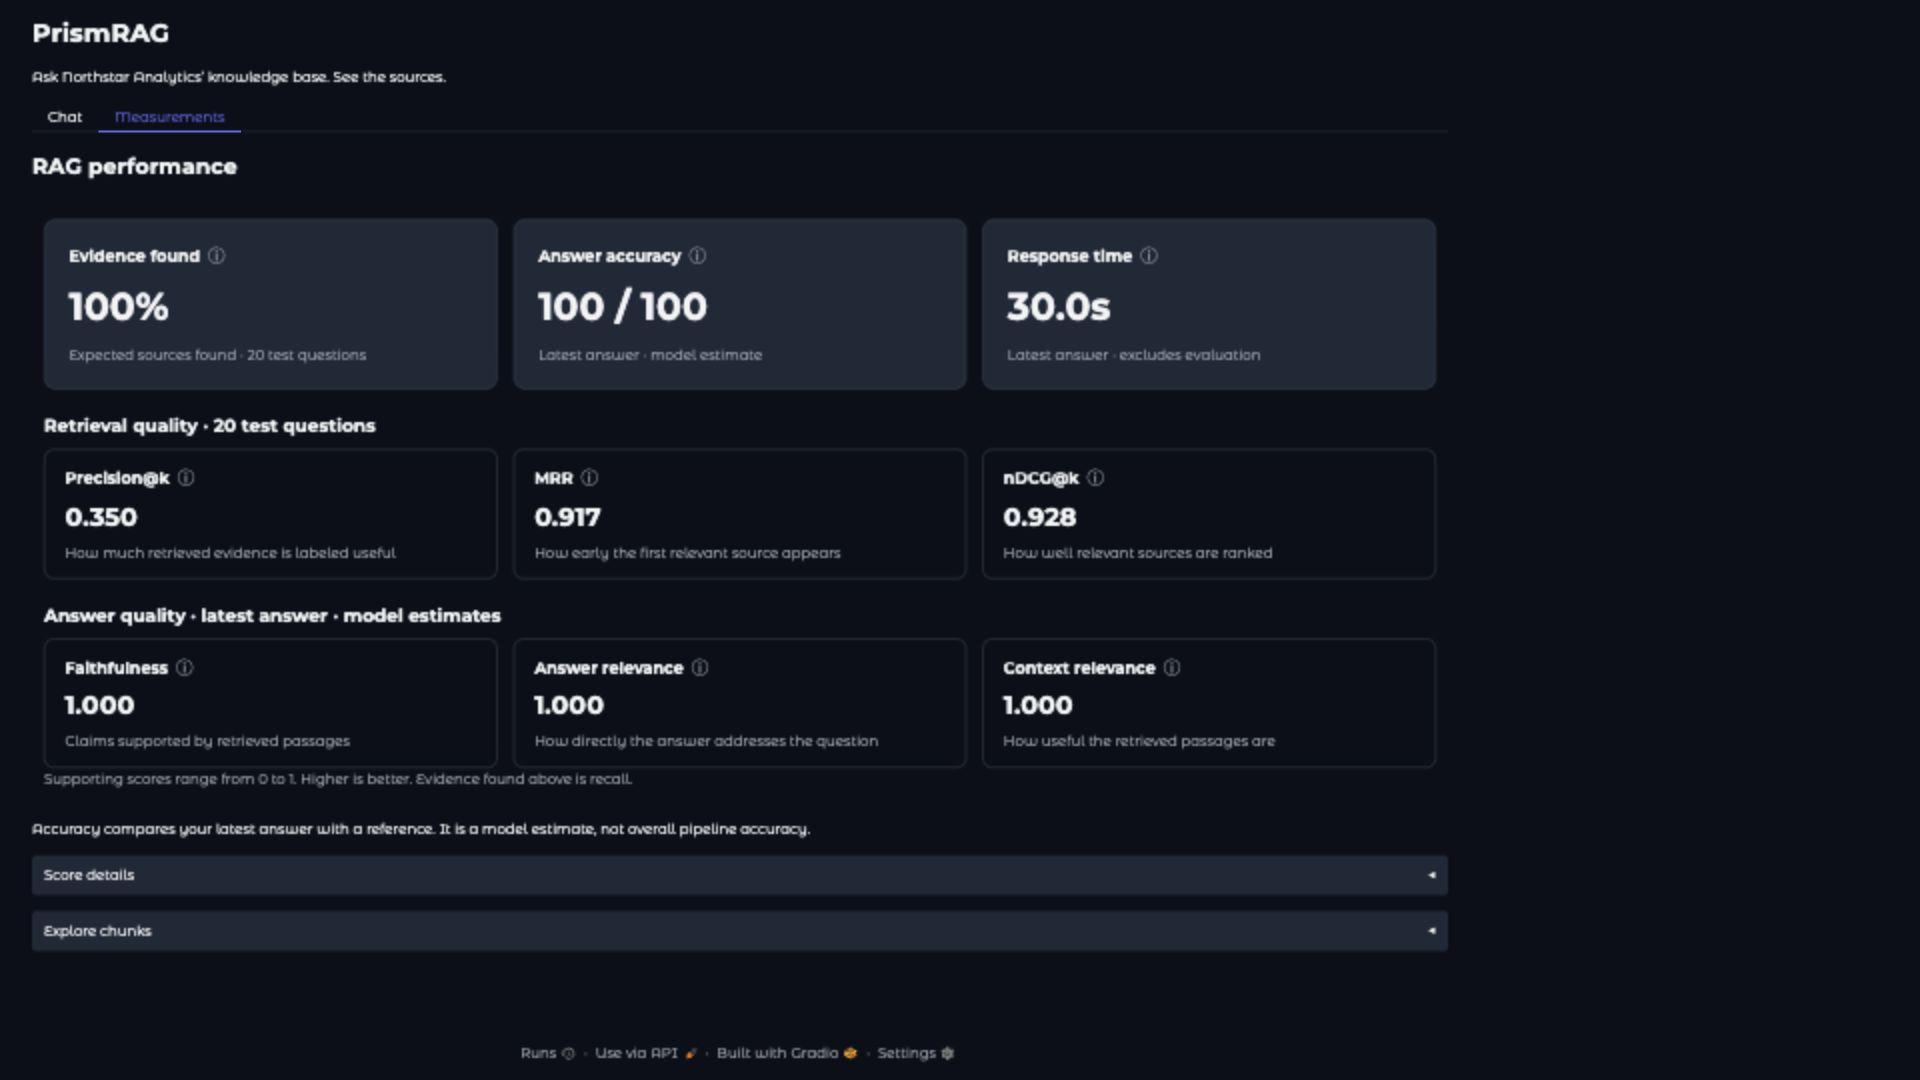 PrismRAG
Ask Northstar Analytics' knowledge base. See the sources.
Chat Measurements
RAG performance
Evidence found ⓘ
100%
Expected sources found · 20 test questions
Answer accuracy ⓘ
100 / 100
Latest answer · model estimate
Response time ⓘ
30.0s
Latest answer · excludes evaluation
Retrieval quality · 20 test questions
Precision@k ⓘ
0.350
How much retrieved evidence is labeled useful
MRR ⓘ
0.917
How early the first relevant source appears
nDCG@k ⓘ
0.928
How well relevant sources are ranked
Answer quality · latest answer · model estimates
Faithfulness ⓘ
1.000
Claims supported by retrieved passages
Answer relevance ⓘ
1.000
How directly the answer addresses the question
Context relevance ⓘ
1.000
How useful the retrieved passages are
Supporting scores range from 0 to 1. Higher is better. Evidence found above is recall.
Accuracy compares your latest answer with a reference. It is a model estimate, not overall pipeline accuracy.
Score details
Explore chunks
Runs · Use via API · Built with Gradio · Settings